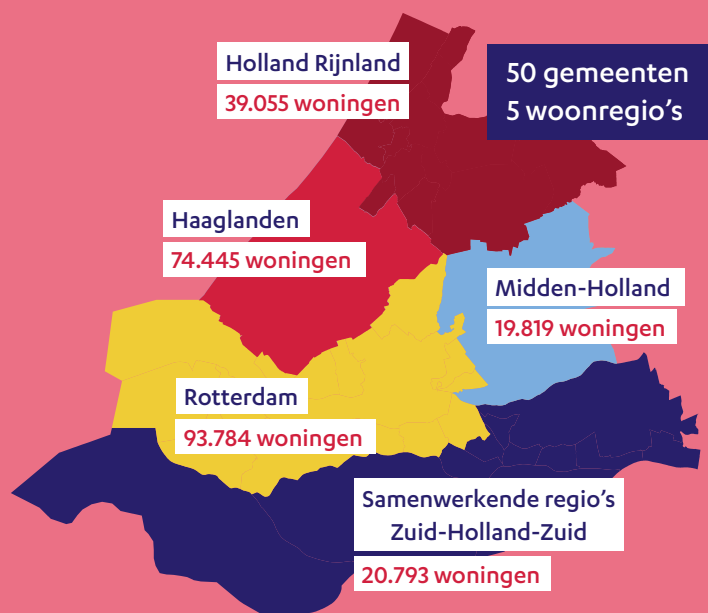 Holland Rijnland
39.055 woningen
50 gemeenten
5 woonregio's
Haaglanden
74.445 woningen
Midden-Holland
19.819 woningen
Rotterdam
93.784 woningen
Samenwerkende regio's
Zuid-Holland-Zuid
20.793 woningen